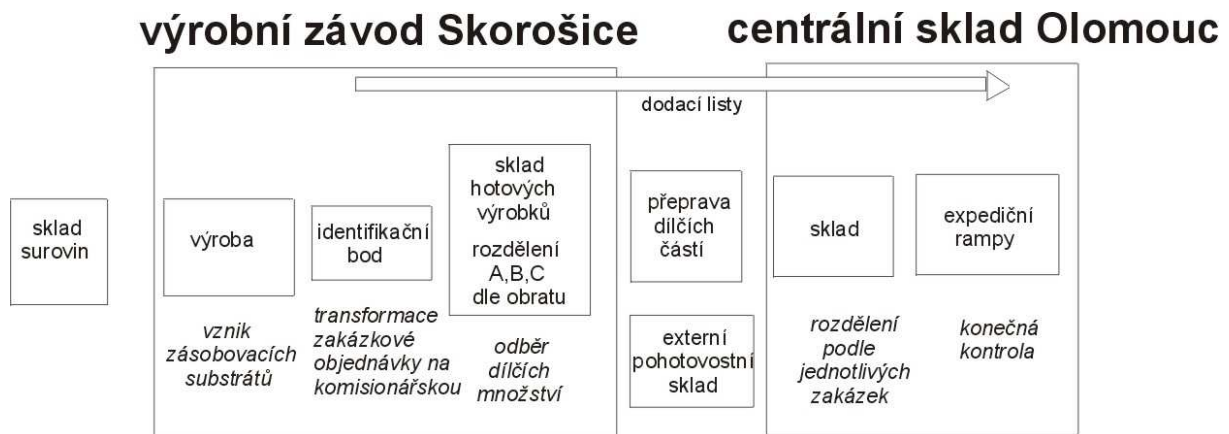 výrobní závod Skorošice
centrální sklad Olomouc
dodací listy
sklad
surovin
výroba
vznik
zásobovacích
substrátů
identifikační
bod
transformace
zakázkové
objednávky na
komisionářskou
sklad
hotových
výrobků
rozdělení
A,B,C
dle obratu
odběr
dílčích
množství
přeprava
dílčích
částí
externí
pohotovostní
sklad
sklad
rozdělení
podle
jednotlivých
zakázek
expediční
rampy
konečná
kontrola